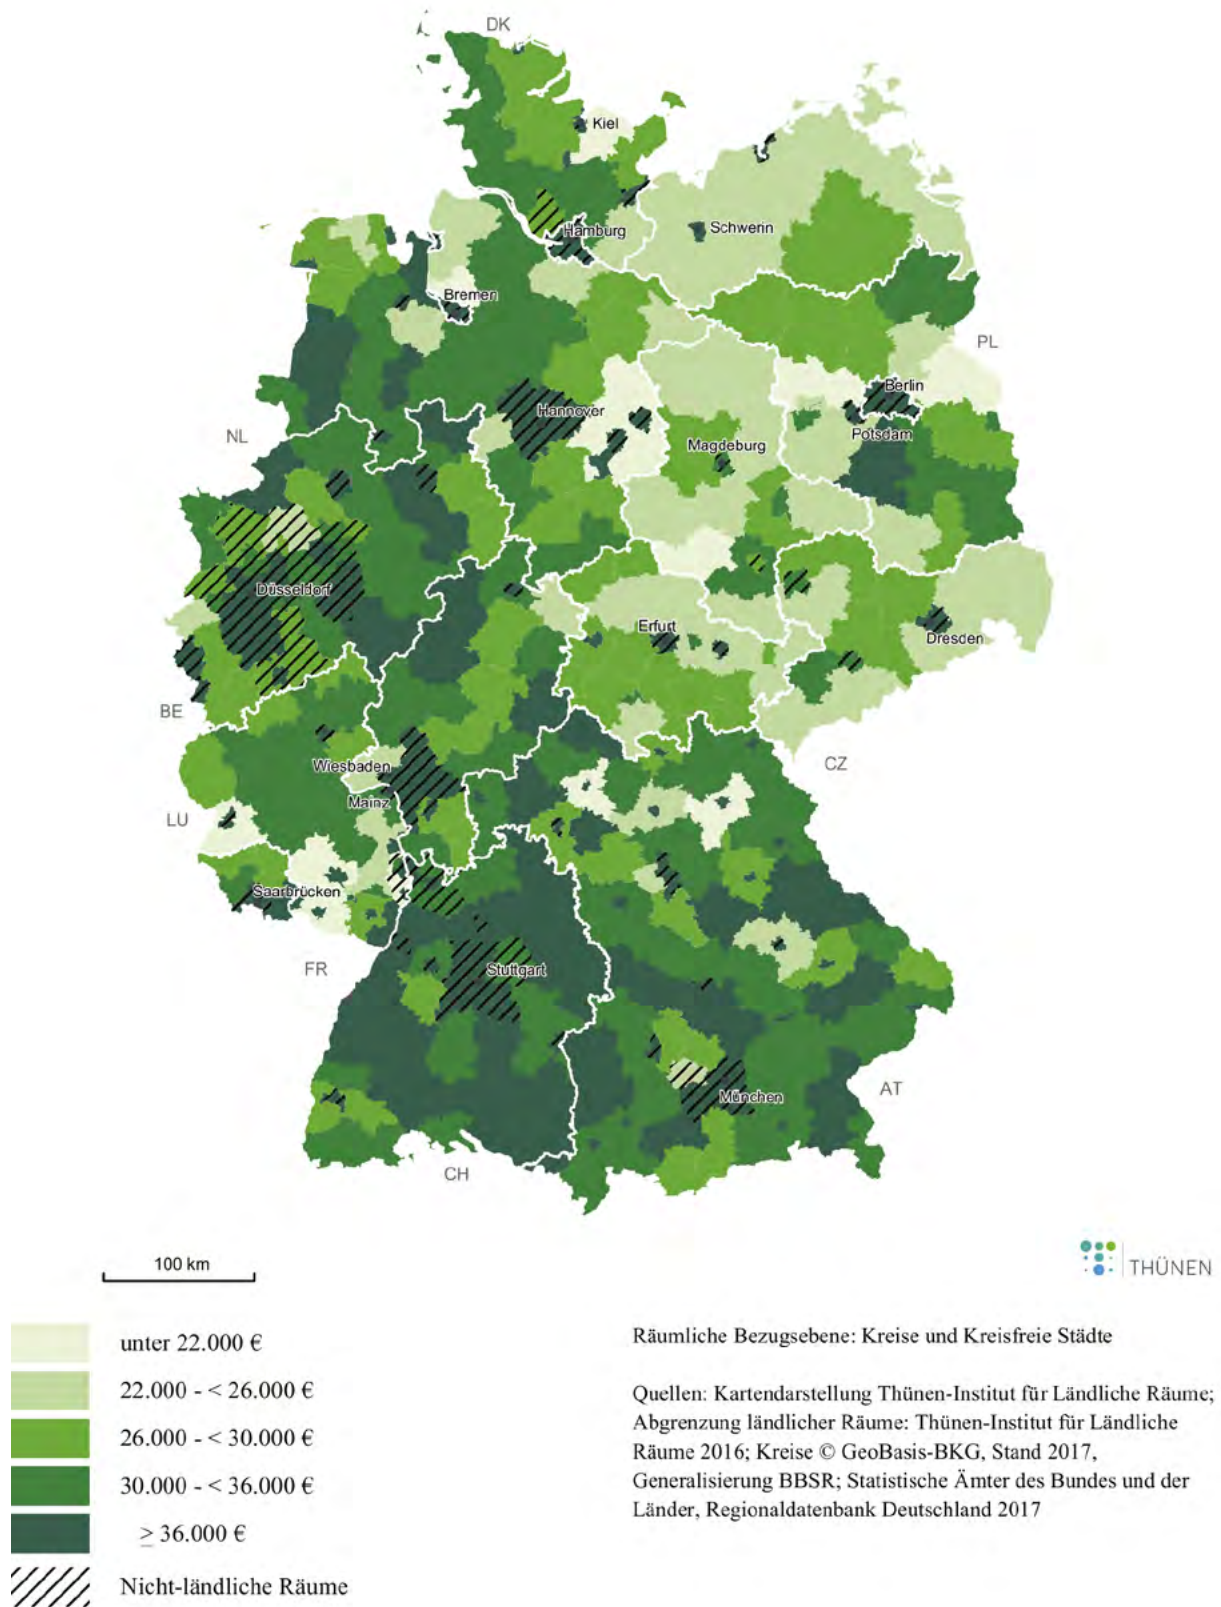 DK
Kiel
Schwerin
Hamburg
Bremen
PL
Berlin
Hannover
NL
Potsdam
Magdeburg
Düsseldorf
Erfurt
Dresden
BE
CZ
Wiesbaden
Mainz
LU
Saarbrücken
FR
Stuttgart
AT
München
CH
100 km
THÜNEN
unter 22.000 €
22.000 - < 26.000 €
26.000 - < 30.000 €
30.000 - < 36.000 €
≥ 36.000 €
Nicht-ländliche Räume
Räumliche Bezugsebene: Kreise und Kreisfreie Städte
Quellen: Kartendarstellung Thünen-Institut für Ländliche Räume;
Abgrenzung ländlicher Räume: Thünen-Institut für Ländliche
Räume 2016; Kreise © GeoBasis-BKG, Stand 2017,
Generalisierung BBSR; Statistische Ämter des Bundes und der
Länder, Regionaldatenbank Deutschland 2017